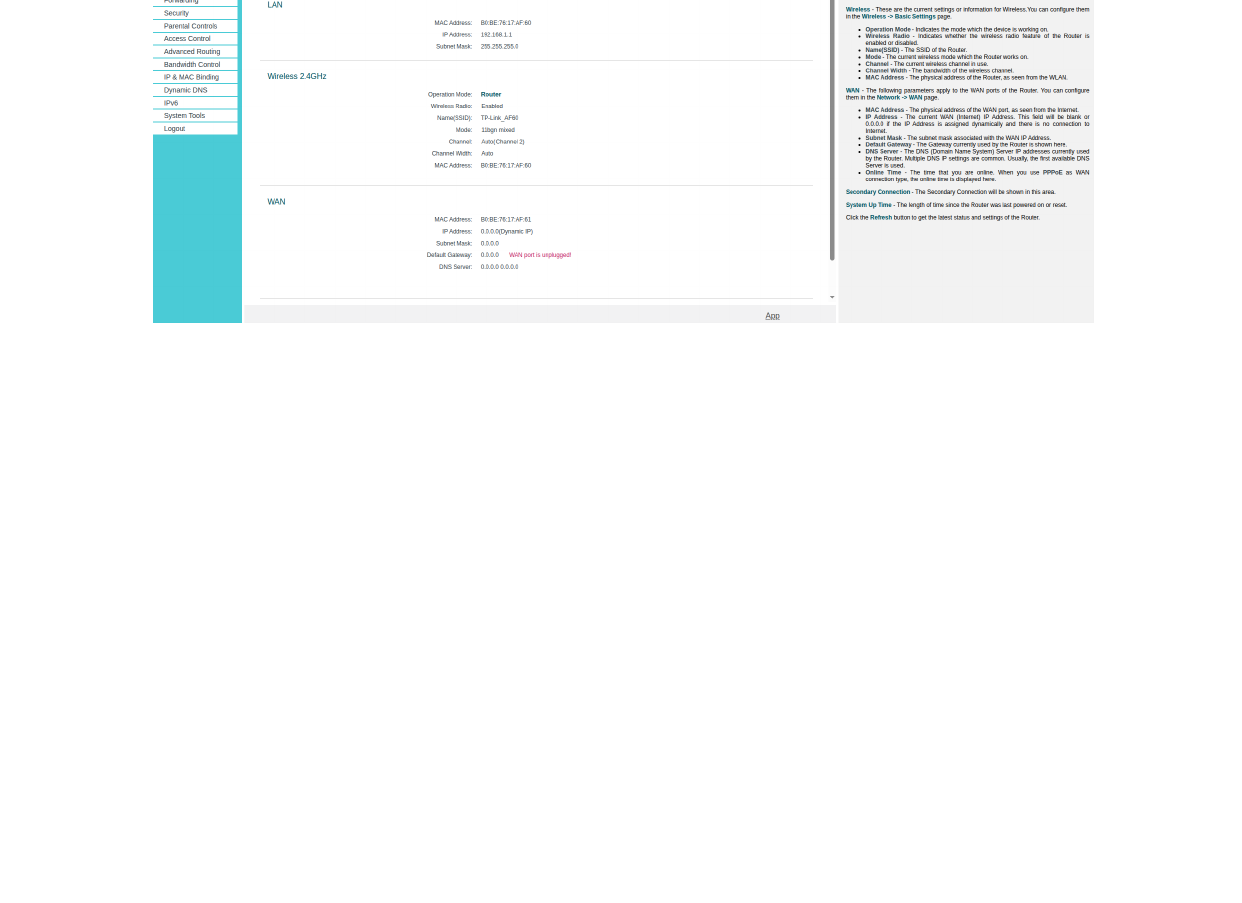 Forwarding
Security
Parental Controls
Access Control
Advanced Routing
Bandwidth Control
IP & MAC Binding
Dynamic DNS
IPv6
System Tools
Logout
LAN
MAC Address: B0:BE:76:17:AF:60
IP Address: 192.168.1.1
Subnet Mask: 255.255.255.0
Wireless 2.4GHz
Operation Mode: Router
Wireless Radio: Enabled
Name(SSID): TP-Link_AF60
Mode: 11bgn mixed
Channel: Auto(Channel 2)
Channel Width: Auto
MAC Address: B0:BE:76:17:AF:60
WAN
MAC Address: B0:BE:76:17:AF:61
IP Address: 0.0.0.0(Dynamic IP)
Subnet Mask: 0.0.0.0
Default Gateway: 0.0.0.0 WAN port is unplugged!
DNS Server: 0.0.0.0 0.0.0.0
App
Wireless - These are the current settings or information for Wireless.You can configure them
in the Wireless -> Basic Settings page.
• Operation Mode - Indicates the mode which the device is working on.
• Wireless Radio - Indicates whether the wireless radio feature of the Router is
enabled or disabled.
• Name(SSID) - The SSID of the Router.
• Mode - The current wireless mode which the Router works on.
• Channel - The current wireless channel in use.
• Channel Width - The bandwidth of the wireless channel.
• MAC Address - The physical address of the Router, as seen from the WLAN.
WAN - The following parameters apply to the WAN ports of the Router. You can configure
them in the Network -> WAN page.
• MAC Address - The physical address of the WAN port, as seen from the Internet.
• IP Address - The current WAN (Internet) IP Address. This field will be blank or
0.0.0.0 if the IP Address is assigned dynamically and there is no connection to
Internet.
• Subnet Mask - The subnet mask associated with the WAN IP Address.
• Default Gateway - The Gateway currently used by the Router is shown here.
• DNS Server - The DNS (Domain Name System) Server IP addresses currently used
by the Router. Multiple DNS IP settings are common. Usually, the first available DNS
Server is used.
• Online Time - The time that you are online. When you use PPPoE as WAN
connection type, the online time is displayed here.
Secondary Connection - The Secondary Connection will be shown in this area.
System Up Time - The length of time since the Router was last powered on or reset.
Click the Refresh button to get the latest status and settings of the Router.